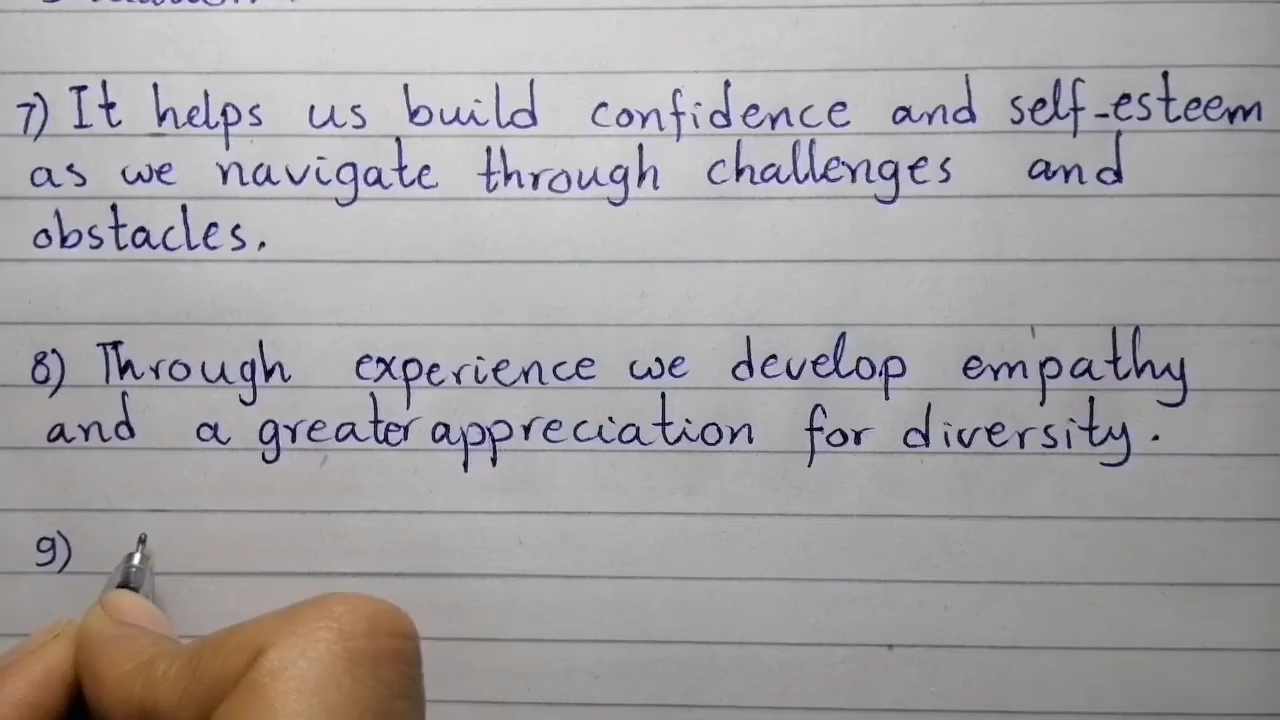 7) It helps us build confidence and self-esteem
as we navigate through challenges and
obstacles.
8) Through experience we develop empathy
and a greater appreciation for diversity.
9)